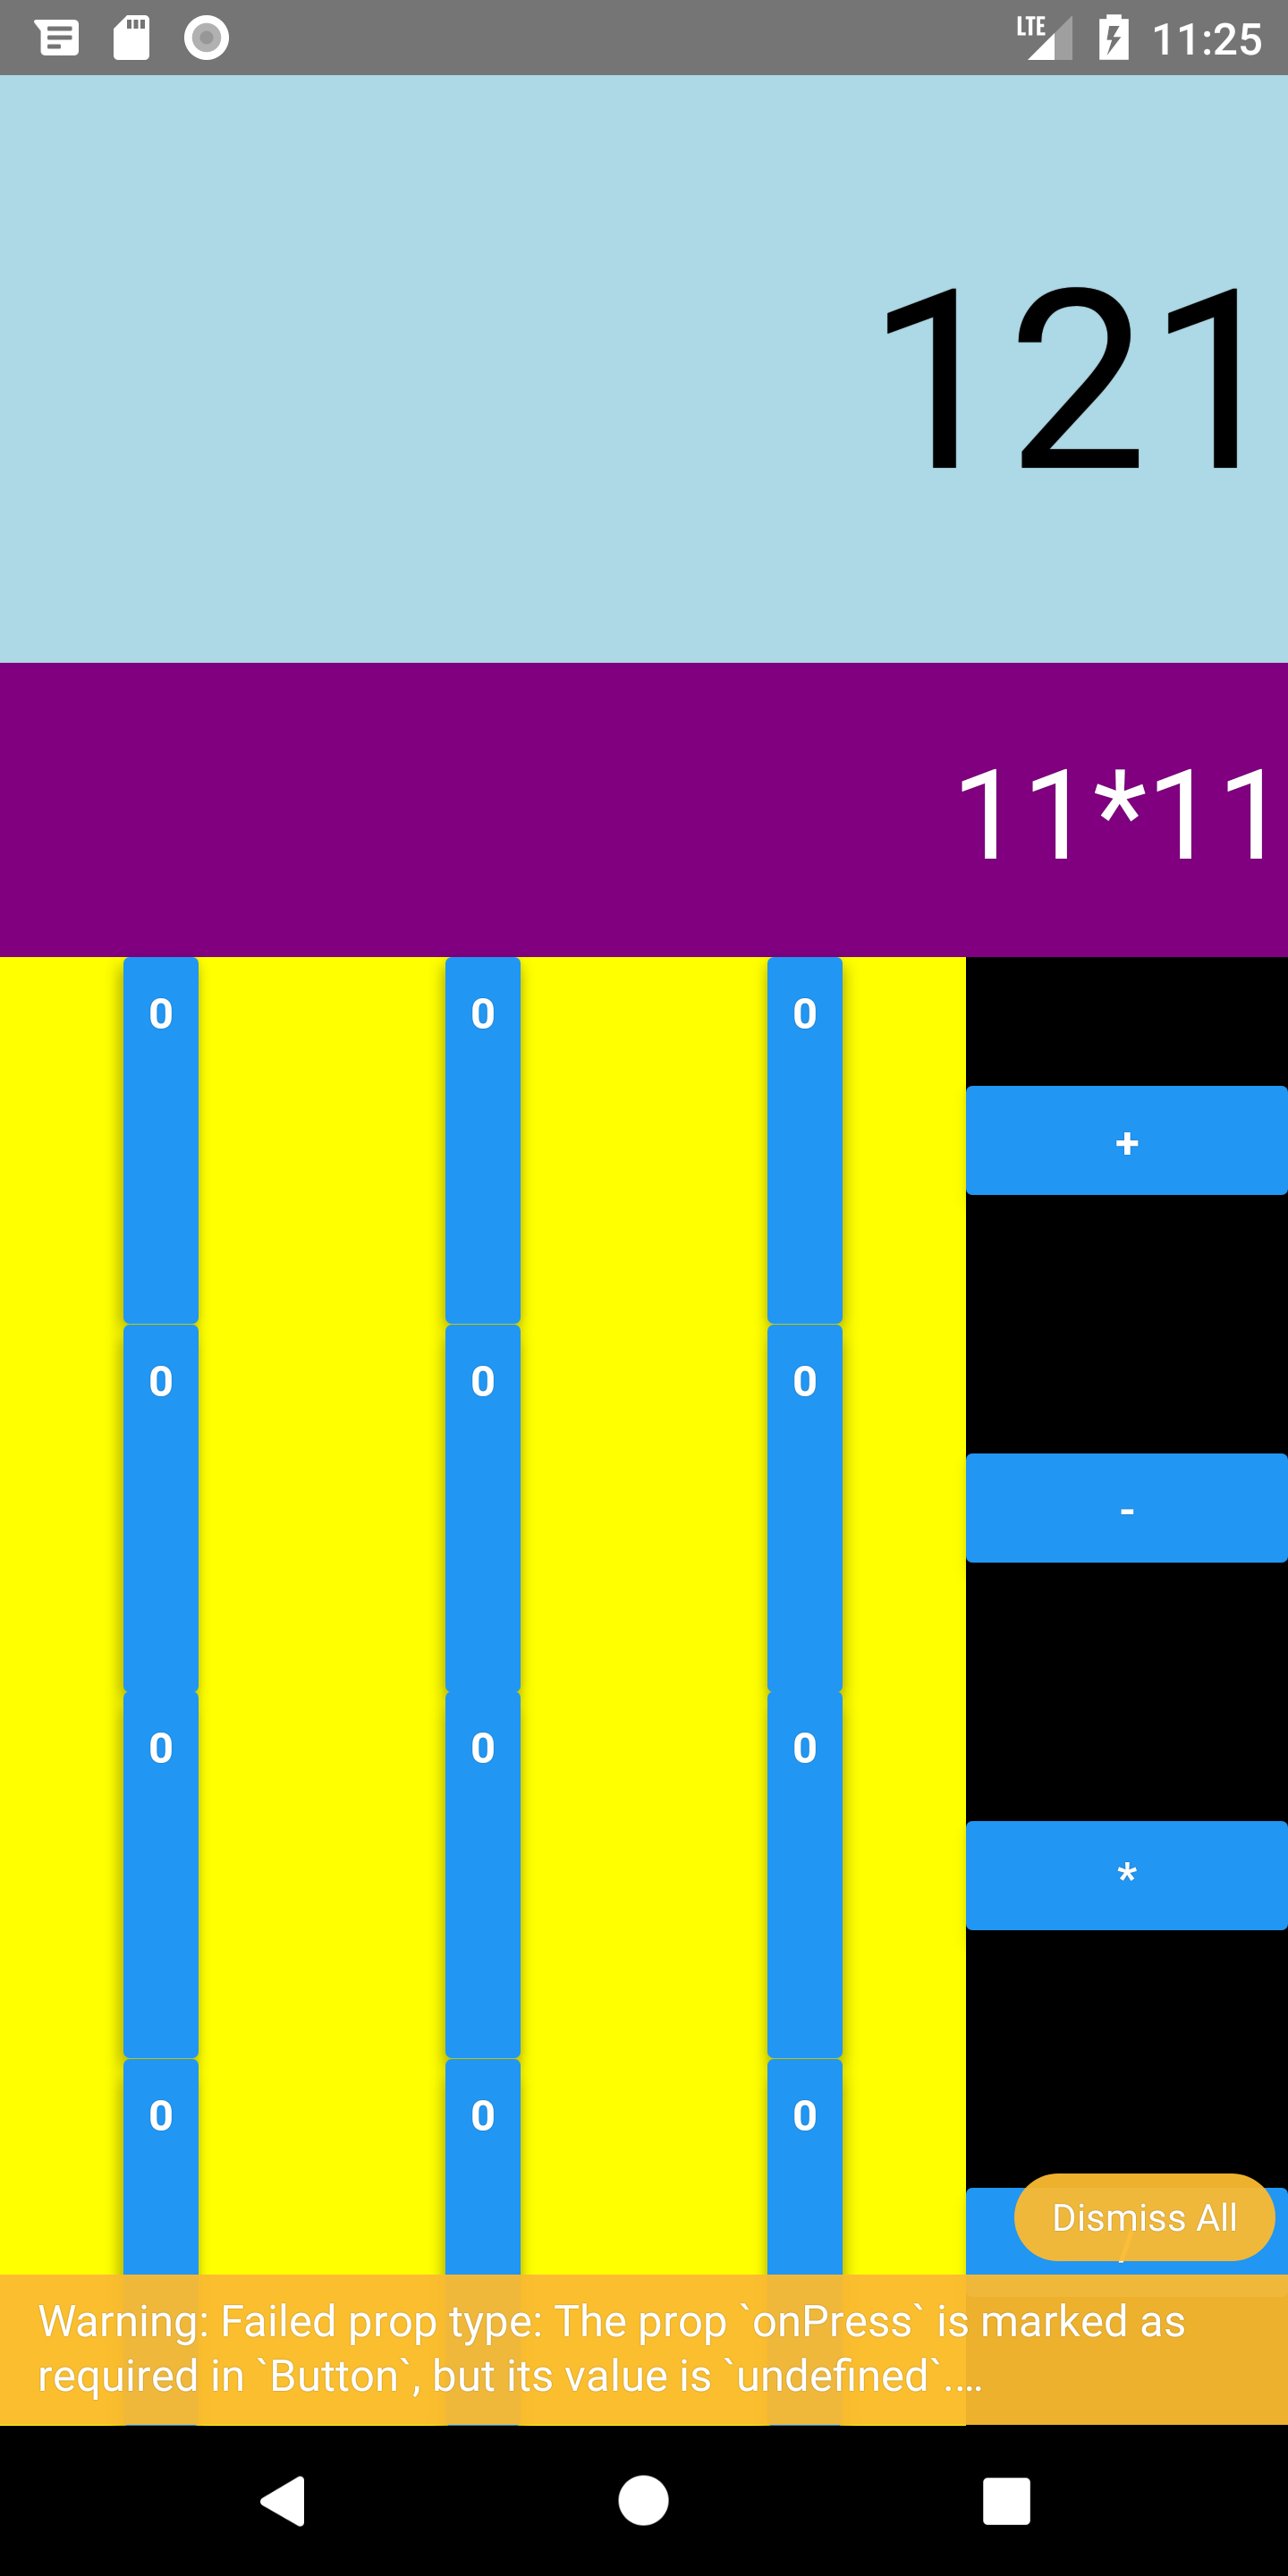 LTE 11:25
121
11*11
0 0 0
+
0 0 0
-
0 0 0
*
0 0 0
Dismiss All
/
Warning: Failed prop type: The prop `onPress` is marked as
required in `Button`, but its value is `undefined`....